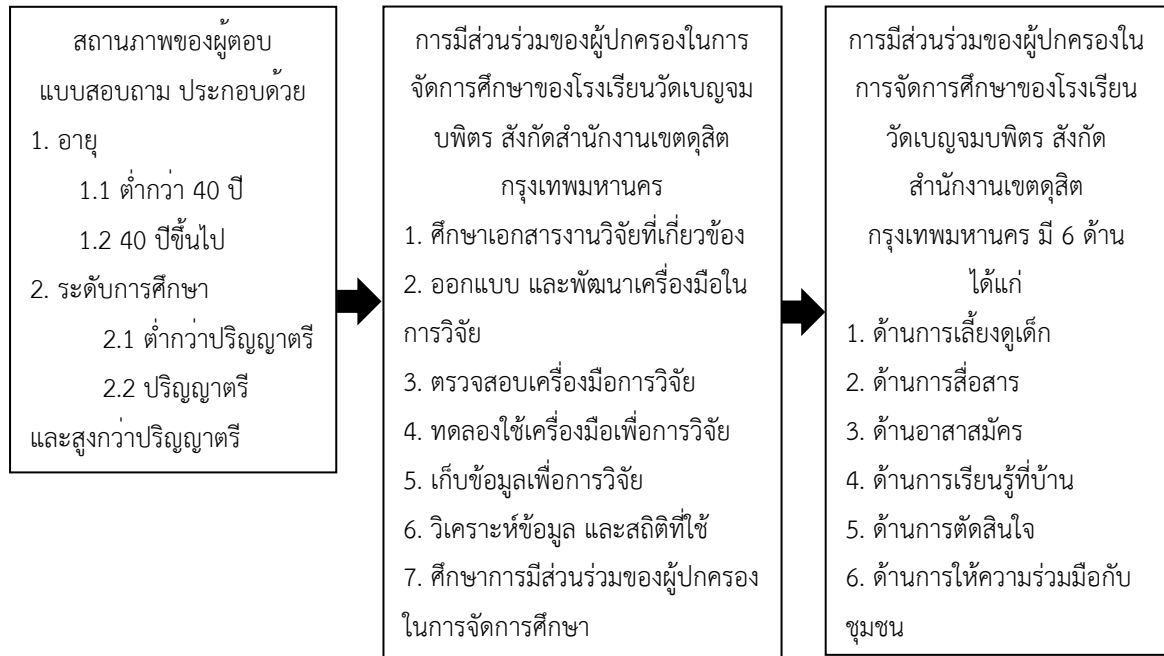 สถานภาพของผู้ตอบ
แบบสอบถาม ประกอบด้วย
1. อายุ
1.1 ต่ำกว่า 40 ปี
1.2 40 ปีขึ้นไป
2. ระดับการศึกษา
2.1 ต่ำกว่าปริญญาตรี
2.2 ปริญญาตรี
และสูงกว่าปริญญาตรี
การมีส่วนร่วมของผู้ปกครองในการ
จัดการศึกษาของโรงเรียนวัดเบญจม
บพิตร สังกัดสำนักงานเขตดุสิต
กรุงเทพมหานคร
1. ศึกษาเอกสารงานวิจัยที่เกี่ยวข้อง
2. ออกแบบ และพัฒนาเครื่องมือใน
การวิจัย
3. ตรวจสอบเครื่องมือการวิจัย
4. ทดลองใช้เครื่องมือเพื่อการวิจัย
5. เก็บข้อมูลเพื่อการวิจัย
6. วิเคราะห์ข้อมูล และสถิติที่ใช้
7. ศึกษาการมีส่วนร่วมของผู้ปกครอง
ในการจัดการศึกษา
การมีส่วนร่วมของผู้ปกครองใน
การจัดการศึกษาของโรงเรียน
วัดเบญจมบพิตร สังกัด
สำนักงานเขตดุสิต
กรุงเทพมหานคร มี 6 ด้าน
ได้แก่
1. ด้านการเลี้ยงดูเด็ก
2. ด้านการสื่อสาร
3. ด้านอาสาสมัคร
4. ด้านการเรียนรู้ที่บ้าน
5. ด้านการตัดสินใจ
6. ด้านการให้ความร่วมมือกับ
ชุมชน